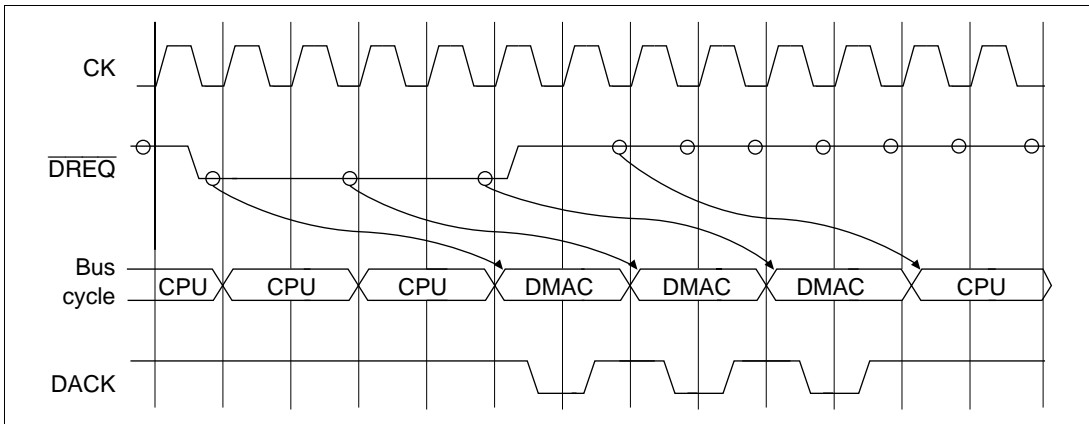 CK
DREQ
Bus
cycle
CPU CPU CPU DMAC DMAC DMAC CPU
DACK